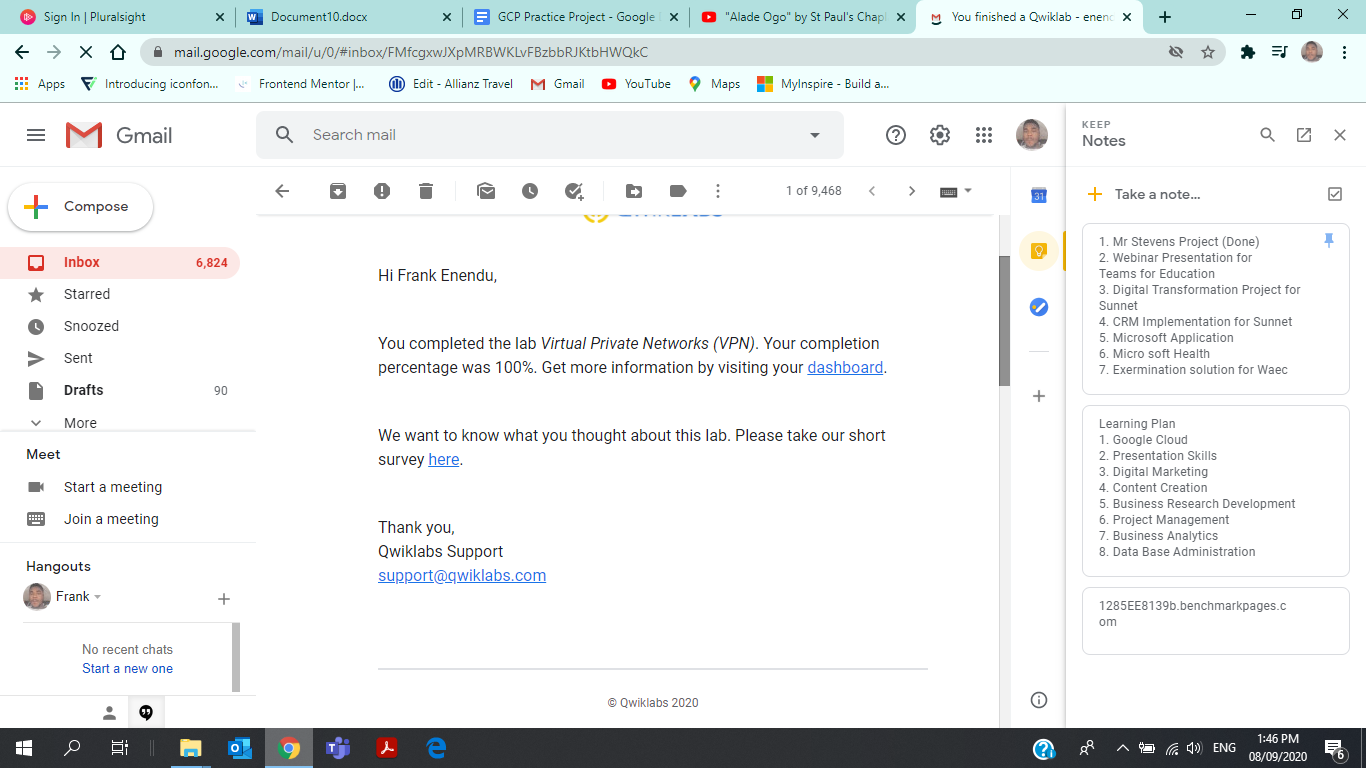 Sign In | Pluralsight
Document10.docx
GCP Practice Project - Google
"Alade Ogo" by St Paul's Chap
You finished a Qwiklab - enend
mail.google.com/mail/u/0/#inbox/FMfcgxwJXpMRBWKLvFBzbbRJKtbHWQkC
Apps
Introducing iconfon...
Frontend Mentor |...
Edit - Allianz Travel
Gmail
YouTube
Maps
MyInspire - Build a...
Gmail
Search mail
KEEP
Notes
Compose
1 of 9,468
31
Take a note...
Inbox 6,824
Starred
Snoozed
Sent
Drafts 90
More
Meet
Start a meeting
Join a meeting
Hangouts
Frank
No recent chats
Start a new one
Hi Frank Enendu,
You completed the lab Virtual Private Networks (VPN). Your completion
percentage was 100%. Get more information by visiting your dashboard.
We want to know what you thought about this lab. Please take our short
survey here.
Thank you,
Qwiklabs Support
support@qwiklabs.com
© Qwiklabs 2020
1. Mr Stevens Project (Done)
2. Webinar Presentation for
Teams for Education
3. Digital Transformation Project for
Sunnet
4. CRM Implementation for Sunnet
5. Microsoft Application
6. Micro soft Health
7. Exermination solution for Waec
Learning Plan
1. Google Cloud
2. Presentation Skills
3. Digital Marketing
4. Content Creation
5. Business Research Development
6. Project Management
7. Business Analytics
8. Data Base Administration
1285EE8139b.benchmarkpages.c
om
ENG
1:46 PM
08/09/2020
6